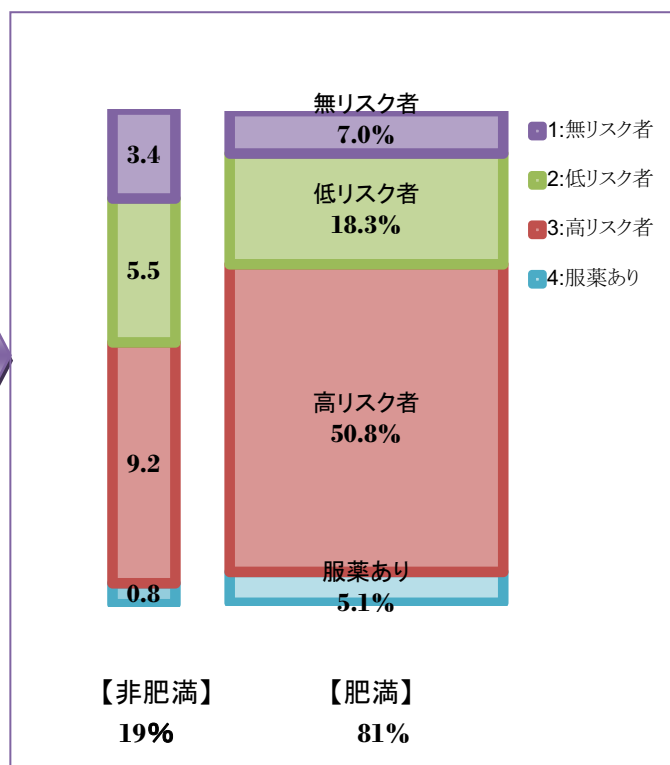 3.4
5.5
9.2
0.8
無リスク者
7.0%
低リスク者
18.3%
高リスク者
50.8%
服薬あり
5.1%
1:無リスク者
2:低リスク者
3:高リスク者
4:服薬あり
【非肥満】
19%
【肥満】
81%